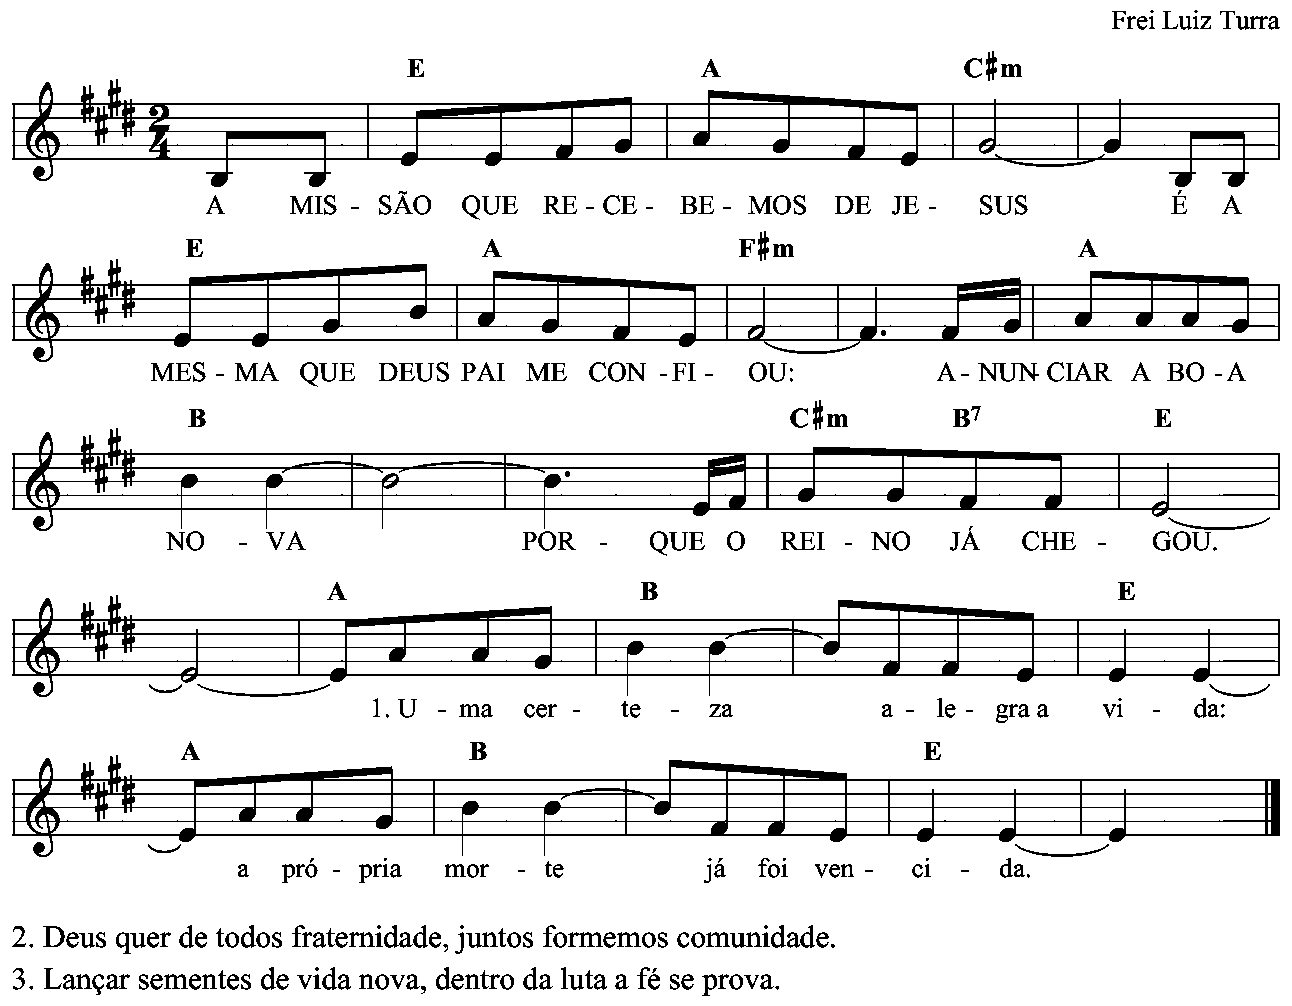 Frei Luiz Turra
E A C#m
2/4
A MIS - SÃO QUE RE - CE - BE - MOS DE JE - SUS É A
E A F#m A
MES - MA QUE DEUS PAI ME CON - FI - OU: A - NUN - CIAR A BO - A
B C#m B7 E
NO - VA POR - QUE O REI - NO JÁ CHE - GOU.
A B E
1. U - ma cer - te - za a - le - gra a vi - da:
A B E
a pró - pria mor - te já foi ven - ci - da.
2. Deus quer de todos fraternidade, juntos formemos comunidade.
3. Lançar sementes de vida nova, dentro da luta a fé se prova.